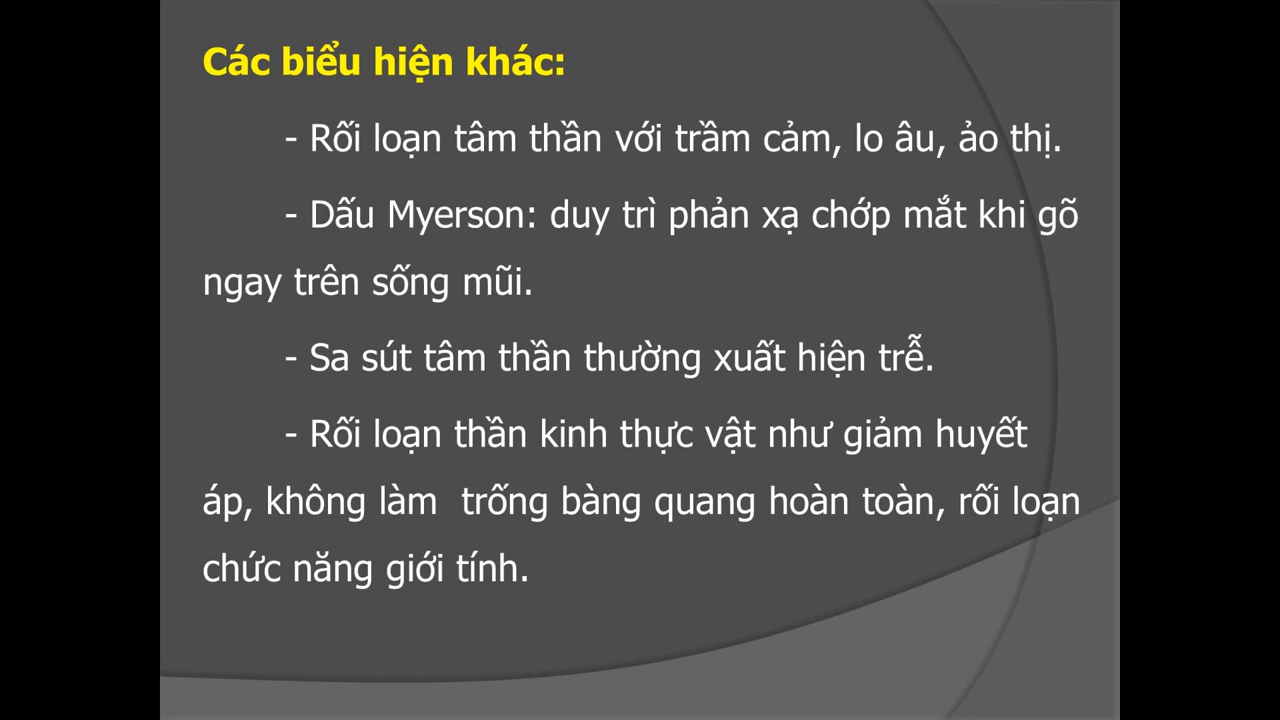 Các biểu hiện khác:
- Rối loạn tâm thần với trầm cảm, lo âu, ảo thị.
- Dấu Myerson: duy trì phản xạ chớp mắt khi gõ
ngay trên sống mũi.
- Sa sút tâm thần thường xuất hiện trễ.
- Rối loạn thần kinh thực vật như giảm huyết
áp, không làm  trống bàng quang hoàn toàn, rối loạn
chức năng giới tính.